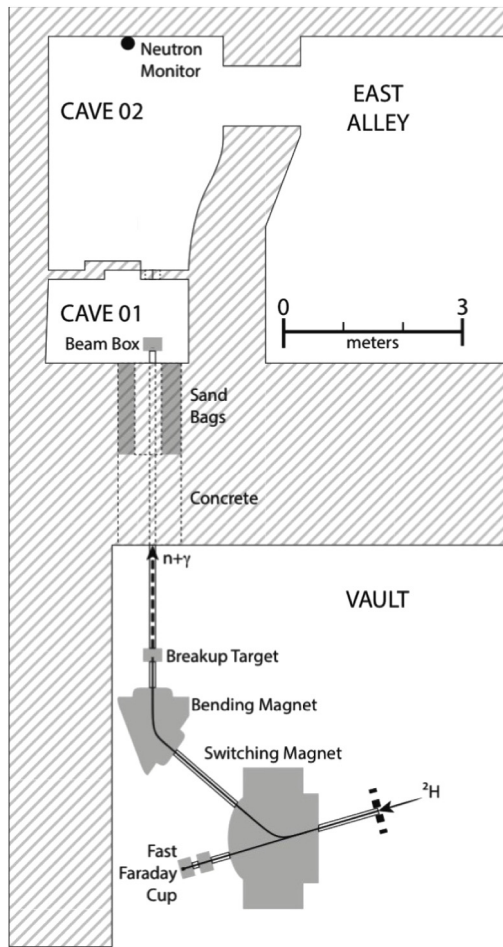 Neutron
Monitor
CAVE 02
EAST
ALLEY
CAVE 01
Beam Box
0
3
meters
Sand
Bags
Concrete
n+γ
VAULT
Breakup Target
Bending Magnet
Switching Magnet
²H
Fast
Faraday
Cup